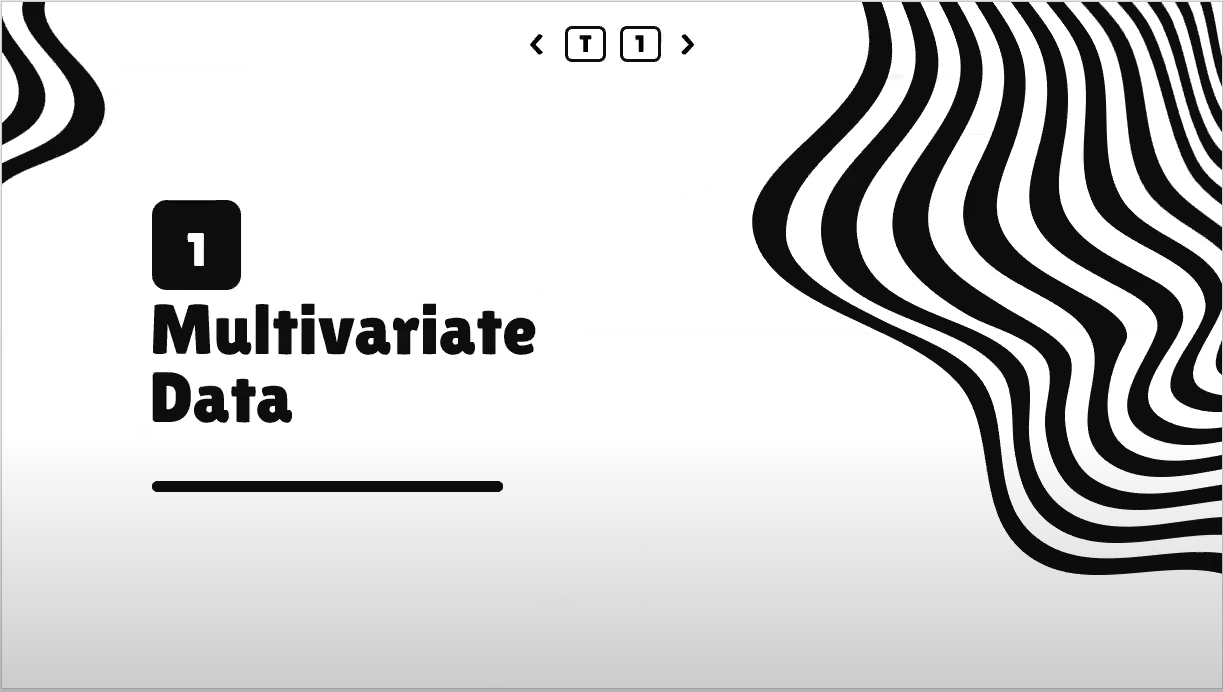 < T 1 >
1
Multivariate
Data